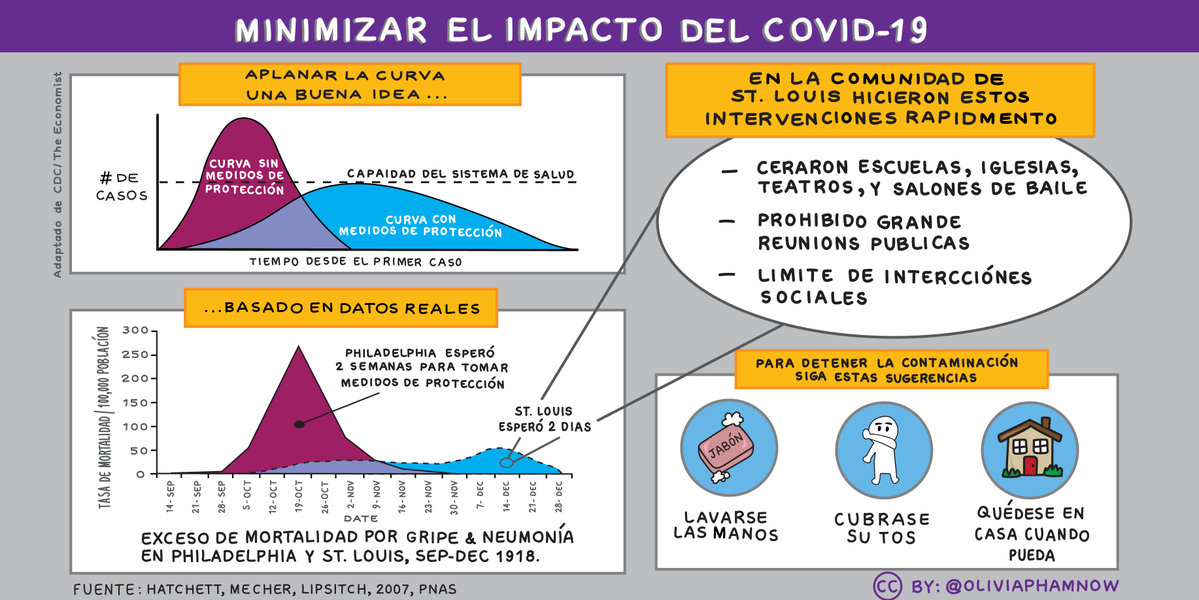 MINIMIZAR EL IMPACTO DEL COVID-19
APLANAR LA CURVA
UNA BUENA IDEA ...
Adaptado de CDC/The Economist
# DE
CASOS
CURVA SIN
MEDIDOS DE
PROTECCIÓN
CAPAIDAD DEL SISTEMA DE SALUD
CURVA CON
MEDIDOS DE PROTECCIÓN
TIEMPO DESDE EL PRIMER CASO
...BASADO EN DATOS REALES
TASA DE MORTALIDAD/100,000 POBLACIÓN
300
250
200
150
100
50
0
PHILADELPHIA ESPERÓ
2 SEMANAS PARA TOMAR
MEDIDOS DE PROTECCIÓN
ST. LOUIS
ESPERÓ 2 DIAS
14-SEP
21-SEP
28-SEP
5-OCT
12-OCT
19-OCT
26-OCT
2-NOV
9-NOV
16-NOV
23-NOV
30-NOV
7-DEC
14-DEC
21-DEC
28-DEC
DATE
EXCESO DE MORTALIDAD POR GRIPE & NEUMONÍA
EN PHILADELPHIA Y ST. LOUIS, SEP-DEC 1918.
FUENTE: HATCHETT, MECHER, LIPSITCH, 2007, PNAS
EN LA COMUNIDAD DE
ST. LOUIS HICIERON ESTOS
INTERVENCIONES RAPIDMENTO
— CERARON ESCUELAS, IGLESIAS,
TEATROS, Y SALONES DE BAILE
— PROHIBIDO GRANDE
REUNIONS PUBLICAS
— LIMITE DE INTERCCIÓNES
SOCIALES
PARA DETENER LA CONTAMINACIÓN
SIGA ESTAS SUGERENCIAS
JABÓN
LAVARSE
LAS MANOS
CUBRASE
SU TOS
QUÉDESE EN
CASA CUANDO
PUEDA
CC BY: @OLIVIAPHAMNOW